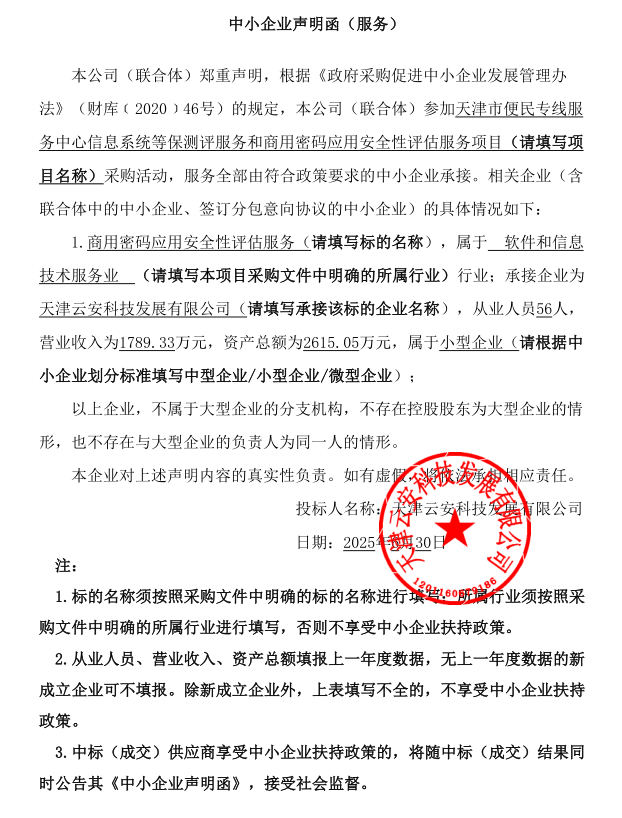 中小企业声明函（服务）
本公司（联合体）郑重声明，根据《政府采购促进中小企业发展管理办
法》（财库﹝2020﹞46号）的规定，本公司（联合体）参加天津市便民专线服
务中心信息系统等保测评服务和商用密码应用安全性评估服务项目（请填写项
目名称）采购活动，服务全部由符合政策要求的中小企业承接。相关企业（含
联合体中的中小企业、签订分包意向协议的中小企业）的具体情况如下：
1.商用密码应用安全性评估服务（请填写标的名称），属于 软件和信息
技术服务业 （请填写本项目采购文件中明确的所属行业）行业；承接企业为
天津云安科技发展有限公司（请填写承接该标的企业名称），从业人员56人，
营业收入为1789.33万元，资产总额为2615.05万元，属于小型企业（请根据中
小企业划分标准填写中型企业/小型企业/微型企业）；
以上企业，不属于大型企业的分支机构，不存在控股股东为大型企业的情
形，也不存在与大型企业的负责人为同一人的情形。
本企业对上述声明内容的真实性负责。如有虚假，将依法承担相应责任。
投标人名称：天津云安科技发展有限公司
日期：2025年 月30日
天津云安科技发展有限公司
注：
1.标的名称须按照采购文件中明确的标的名称进行填写；所属行业须按照采
购文件中明确的所属行业进行填写，否则不享受中小企业扶持政策。
2.从业人员、营业收入、资产总额填报上一年度数据，无上一年度数据的新
成立企业可不填报。除新成立企业外，上表填写不全的，不享受中小企业扶持
政策。
3.中标（成交）供应商享受中小企业扶持政策的，将随中标（成交）结果同
时公告其《中小企业声明函》，接受社会监督。